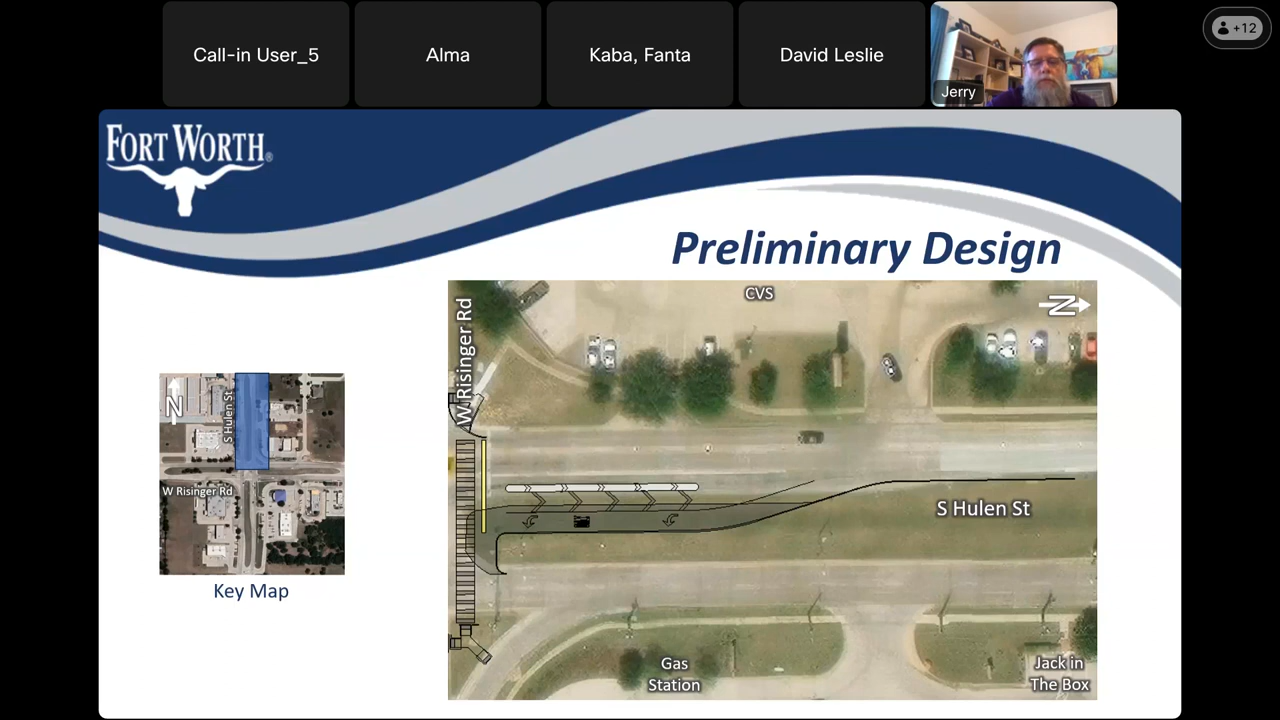 Call-in User_5
Alma
Kaba, Fanta
David Leslie
Jerry
+12
FORT WORTH®
Preliminary Design
CVS
N
W Risinger Rd
S Hulen St
Gas
Station
Jack in
The Box
N
S Hulen St
W Risinger Rd
Key Map